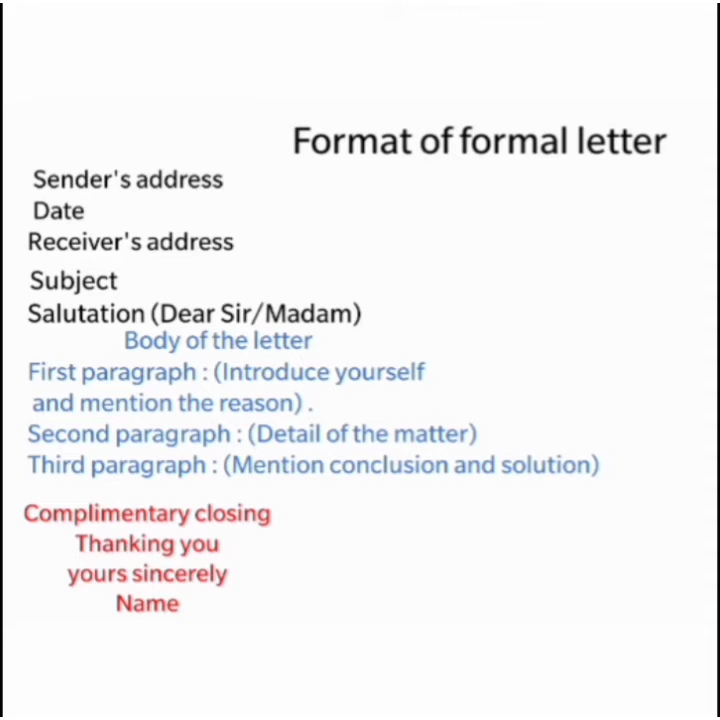 Format of formal letter
Sender's address
Date
Receiver's address
Subject
Salutation (Dear Sir/Madam)
Body of the letter
First paragraph : (Introduce yourself
and mention the reason) .
Second paragraph : (Detail of the matter)
Third paragraph : (Mention conclusion and solution)
Complimentary closing
Thanking you
yours sincerely
Name